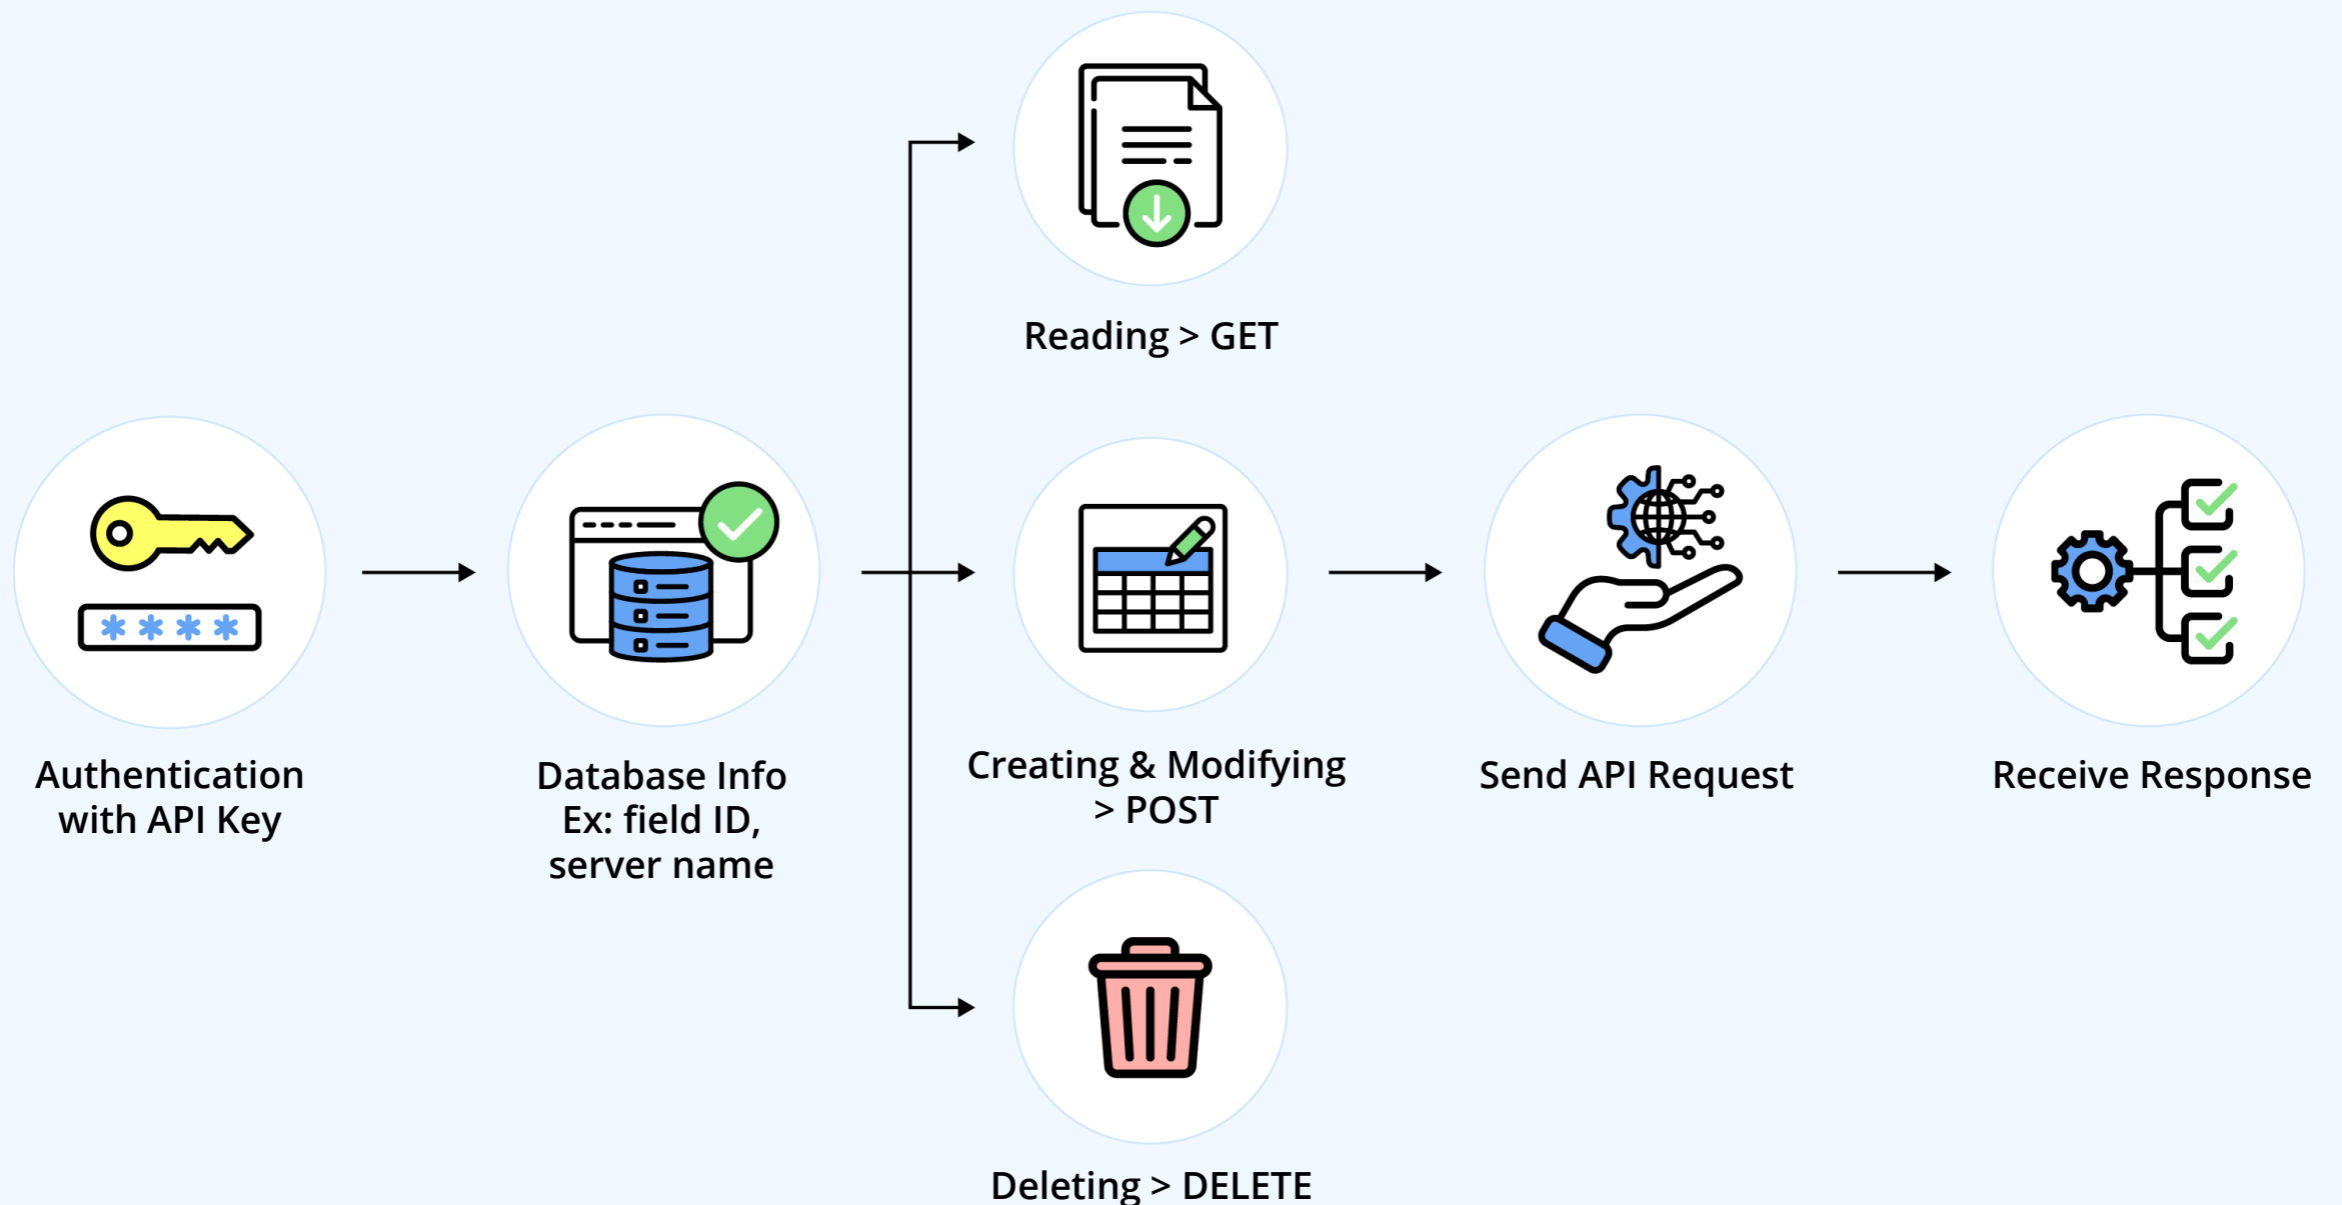 Reading > GET
Authentication
with API Key
Database Info
Ex: field ID,
server name
Creating & Modifying
> POST
Send API Request
Receive Response
Deleting > DELETE